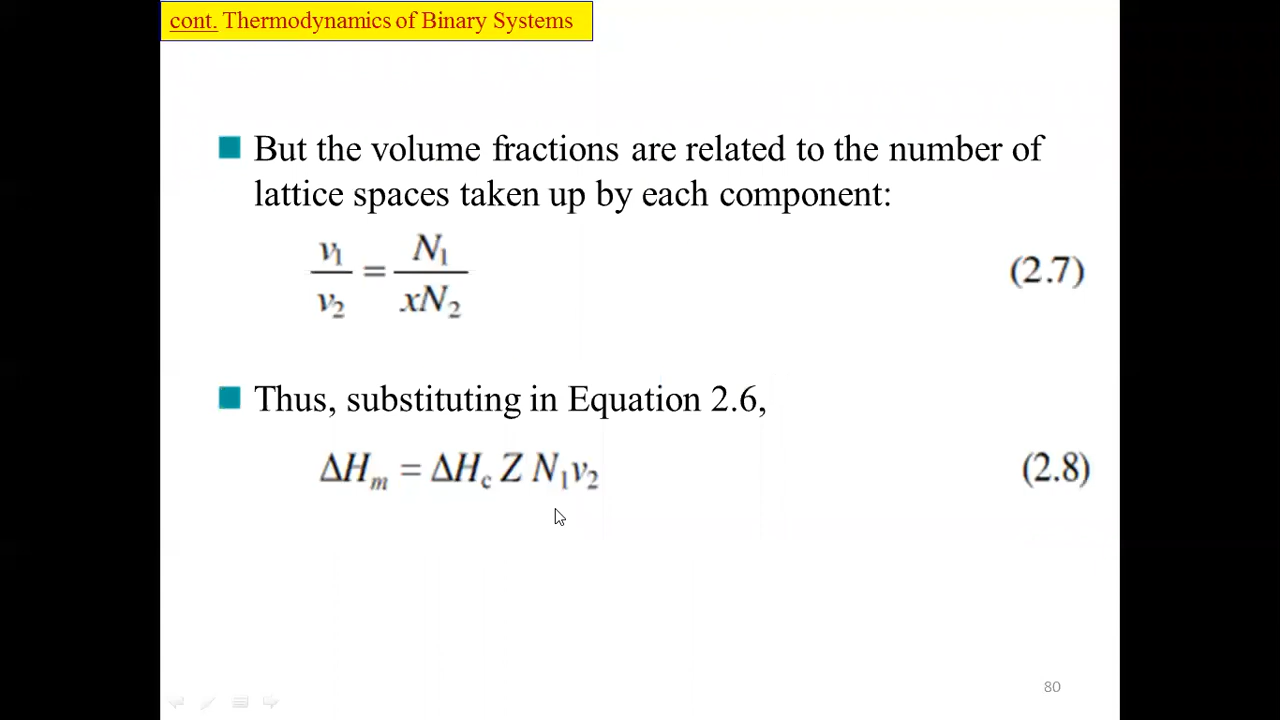 cont. Thermodynamics of Binary Systems
But the volume fractions are related to the number of
lattice spaces taken up by each component:
v₁/v₂ = N₁/xN₂ (2.7)
Thus, substituting in Equation 2.6,
ΔHₘ = ΔH_c Z N₁v₂ (2.8)
80